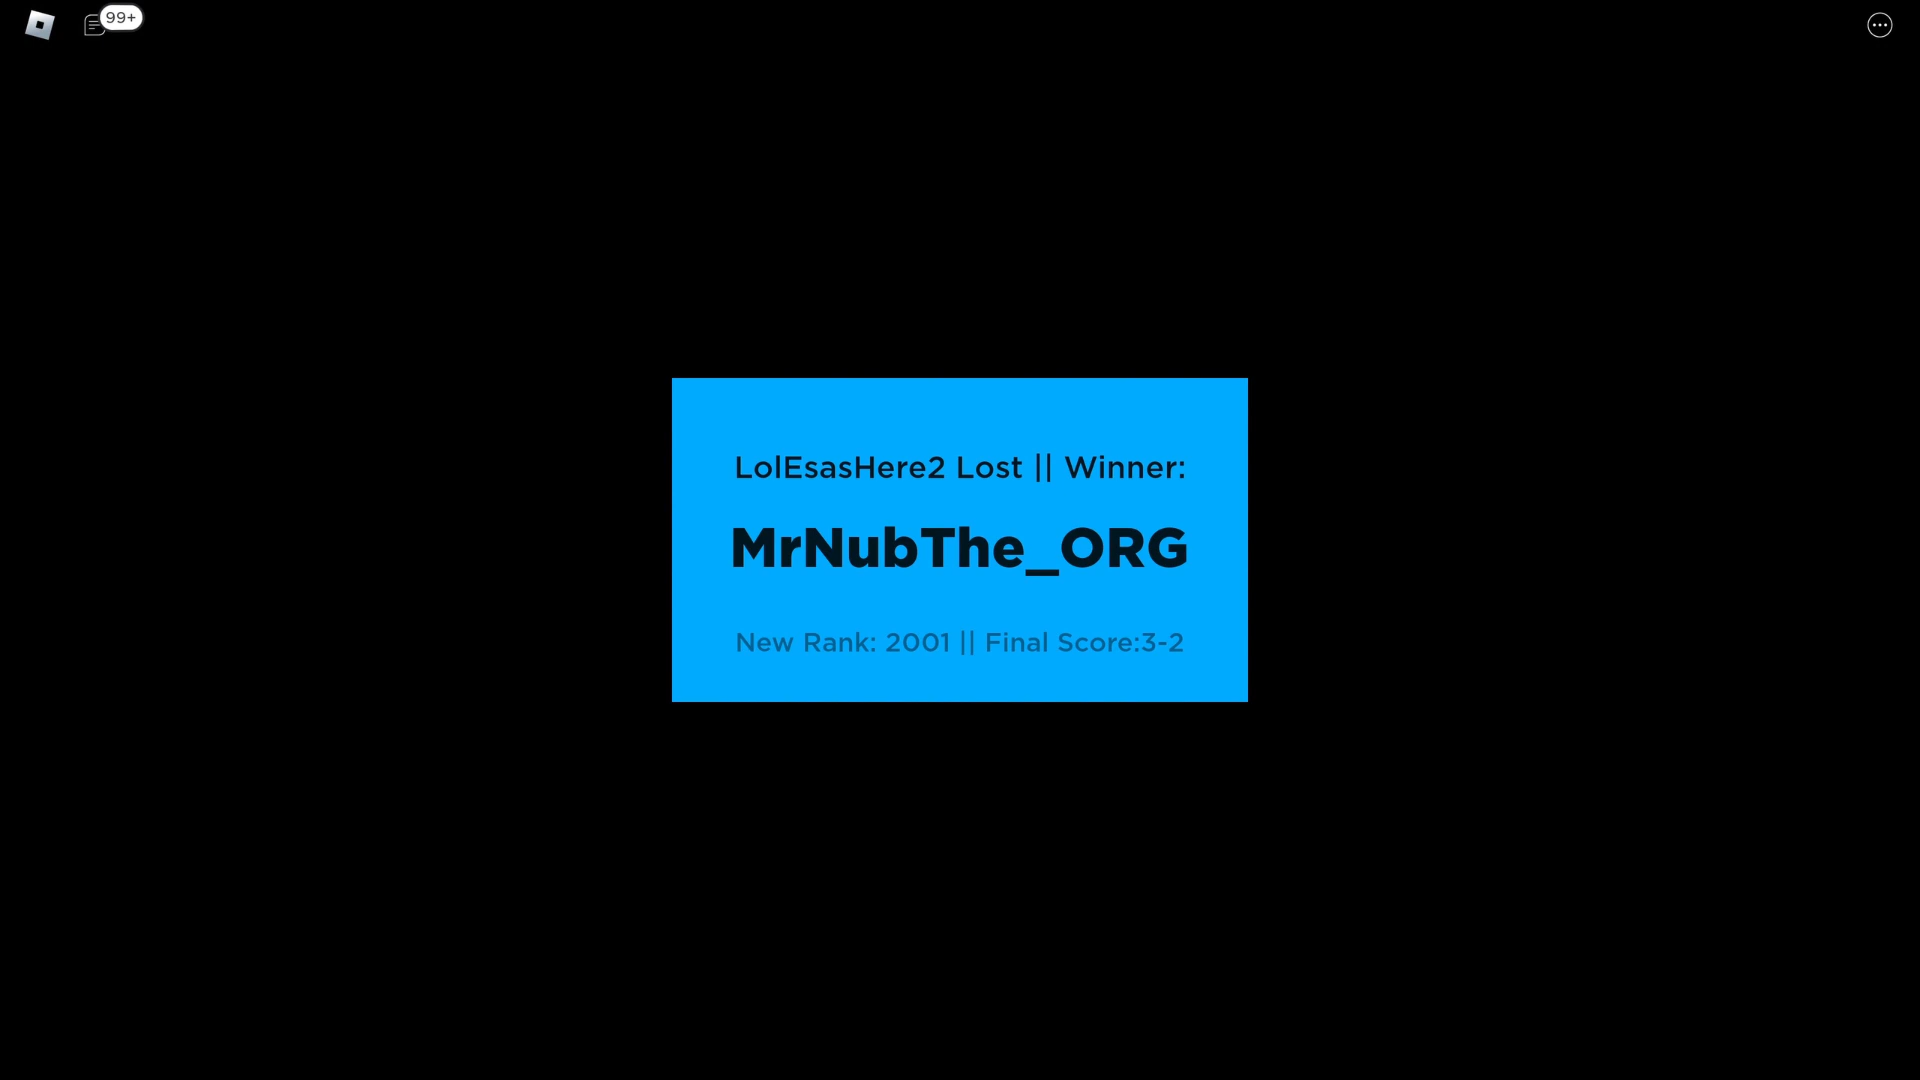 99+
LolEsasHere2 Lost || Winner:
MrNubThe_ORG
New Rank: 2001 || Final Score:3-2